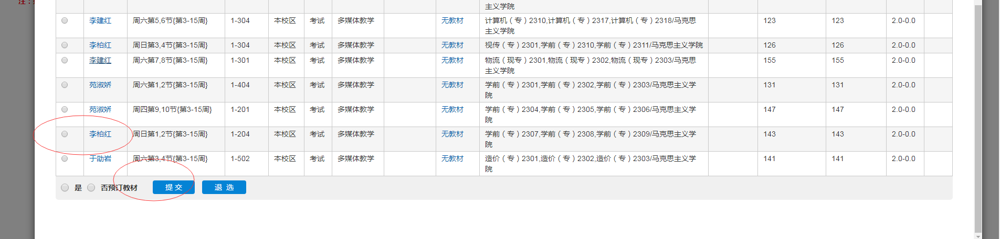 注：
主义学院
李建红 周六第5,6节{第3-15周} 1-304 本校区 考试 多媒体教学 无教材 计算机（专）2310,计算机（专）2317,计算机（专）2318/马克思 123 123 2.0-0.0
主义学院
李柏红 周日第3,4节{第3-15周} 1-304 本校区 考试 多媒体教学 无教材 视传（专）2301,学前（专）2310,学前（专）2311/马克思主义学院 126 126 2.0-0.0
李建红 周六第7,8节{第3-15周} 1-301 本校区 考试 多媒体教学 无教材 物流（现专）2301,物流（现专）2302,物流（现专）2303/马克思 155 155 2.0-0.0
主义学院
苑淑娇 周六第1,2节{第3-15周} 1-404 本校区 考试 多媒体教学 无教材 学前（专）2301,学前（专）2302,学前（专）2303/马克思主义学 131 131 2.0-0.0
院
苑淑娇 周四第9,10节{第3-15周} 1-201 本校区 考试 多媒体教学 无教材 学前（专）2304,学前（专）2305,学前（专）2306/马克思主义学 147 147 2.0-0.0
院
李柏红 周日第1,2节{第3-15周} 1-204 本校区 考试 多媒体教学 无教材 学前（专）2307,学前（专）2308,学前（专）2309/马克思主义学 143 143 2.0-0.0
院
于劭岩 周六第3,4节{第3-15周} 1-502 本校区 考试 多媒体教学 无教材 造价（专）2301,造价（专）2302,造价（专）2303/马克思主义学 141 141 2.0-0.0
院
是 否预订教材 提交 退选